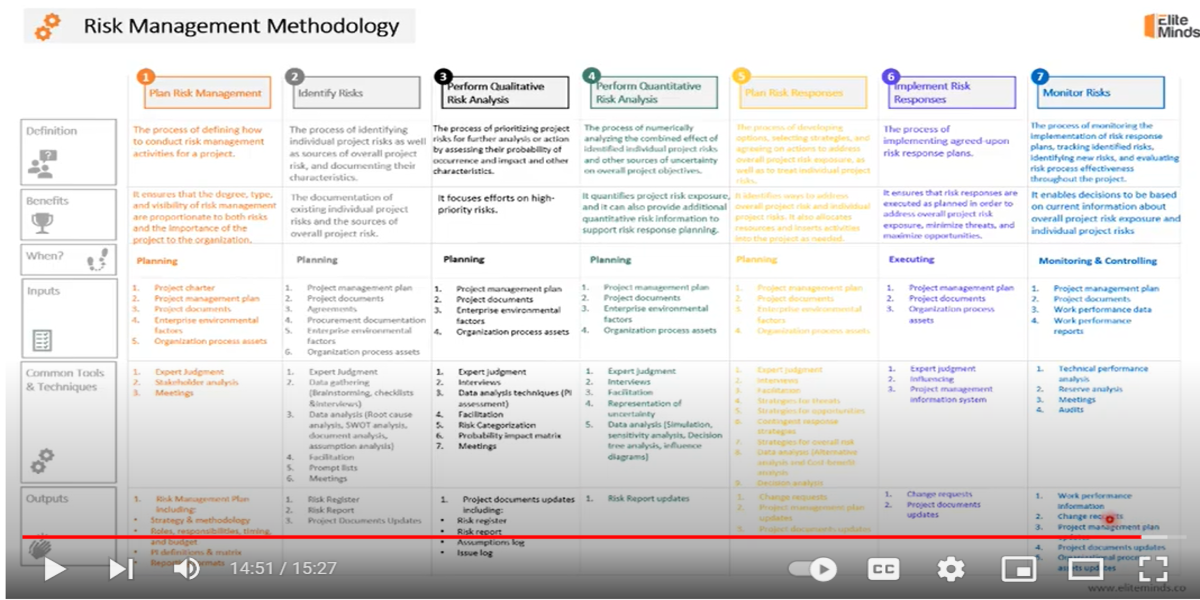 Risk Management Methodology
Elite
Minds
1
Plan Risk Management
2
Identify Risks
3
Perform Qualitative
Risk Analysis
4
Perform Quantitative
Risk Analysis
5
Plan Risk Responses
6
Implement Risk
Responses
7
Monitor Risks
Definition
The process of defining how
to conduct risk management
activities for a project.
The process of identifying
individual project risks as well
as sources of overall project
risk, and documenting their
characteristics.
The process of prioritizing project
risks for further analysis or action
by assessing their probability of
occurrence and impact and other
characteristics.
The process of numerically
analyzing the combined effect of
identified individual project risks
and other sources of uncertainty
on overall project objectives.
The process of developing
options, selecting strategies, and
agreeing on actions to address
overall project risk exposure, as
well as to treat individual project
risks.
The process of
implementing agreed-upon
risk response plans.
The process of monitoring the
implementation of risk response
plans, tracking identified risks,
identifying new risks, and evaluating
risk process effectiveness
throughout the project.
Benefits
It ensures that the degree, type,
and visibility of risk management
are proportionate to both risks
and the importance of the
project to the organization.
The documentation of
existing individual project
risks and the sources of
overall project risk.
It focuses efforts on high-
priority risks.
It quantifies project risk exposure,
and it can also provide additional
quantitative risk information to
support risk response planning.
It identifies ways to address
overall project risk and individual
project risks. It also allocates
resources and inserts activities
into the project as needed.
It ensures that risk responses are
executed as planned in order to
address overall project risk
exposure, minimize threats, and
maximize opportunities.
It enables decisions to be based
on current information about
overall project risk exposure and
individual project risks
When?
Planning
Planning
Planning
Planning
Planning
Executing
Monitoring & Controlling
Inputs
1. Project charter
2. Project management plan
3. Project documents
4. Enterprise environmental
factors
5. Organization process assets
1. Project management plan
2. Project documents
3. Agreements
4. Procurement documentation
5. Enterprise environmental
factors
6. Organization process assets
1. Project management plan
2. Project documents
3. Enterprise environmental
factors
4. Organization process assets
1. Project management plan
2. Project documents
3. Enterprise environmental
factors
4. Organization process assets
1. Project management plan
2. Project documents
3. Enterprise environmental
factors
4. Organization process assets
1. Project management plan
2. Project documents
3. Organization process
assets
1. Project management plan
2. Project documents
3. Work performance data
4. Work performance
reports
Common Tools
& Techniques
1. Expert Judgment
2. Stakeholder analysis
3. Meetings
1. Expert Judgment
2. Data gathering
(Brainstorming, checklists
&interviews)
3. Data analysis (Root cause
analysis, SWOT analysis,
document analysis,
assumption analysis)
4. Facilitation
5. Prompt lists
6. Meetings
1. Expert judgment
2. Interviews
3. Data analysis techniques (PI
assessment)
4. Facilitation
5. Risk Categorization
6. Probability impact matrix
7. Meetings
1. Expert judgment
2. Interviews
3. Facilitation
4. Representation of
uncertainty
5. Data analysis [Simulation,
sensitivity analysis, Decision
tree analysis, influence
diagrams]
1. Expert judgment
2. Interviews
3. Facilitation
4. Strategies for threats
5. Strategies for opportunities
6. Contingent response
strategies
7. Strategies for overall risk
8. Data analysis (Alternative
analysis and Cost-benefit
analysis
9. Decision analysis
1. Expert judgment
2. Influencing
3. Project management
information system
1. Technical performance
analysis
2. Reserve analysis
3. Meetings
4. Audits
Outputs
1. Risk Management Plan
Including:
• Strategy & methodology
• Roles, responsibilities, timing,
and budget
• PI definitions & matrix
• formats
1. Risk Register
2. Risk Report
3. Project Documents Updates
1. Project documents updates
including:
• Risk register
• Risk report
• Assumptions log
• Issue log
1. Risk Report updates
1. Change requests
2. Project management plan
updates
3. Project documents updates
1. Change requests
2. Project documents
updates
1. Work performance
information
2. Change requests
3. Project management plan
4. Project documents updates
5. Organizational
assets updates
14:51 / 15:27
CC
www.eliteminds.co